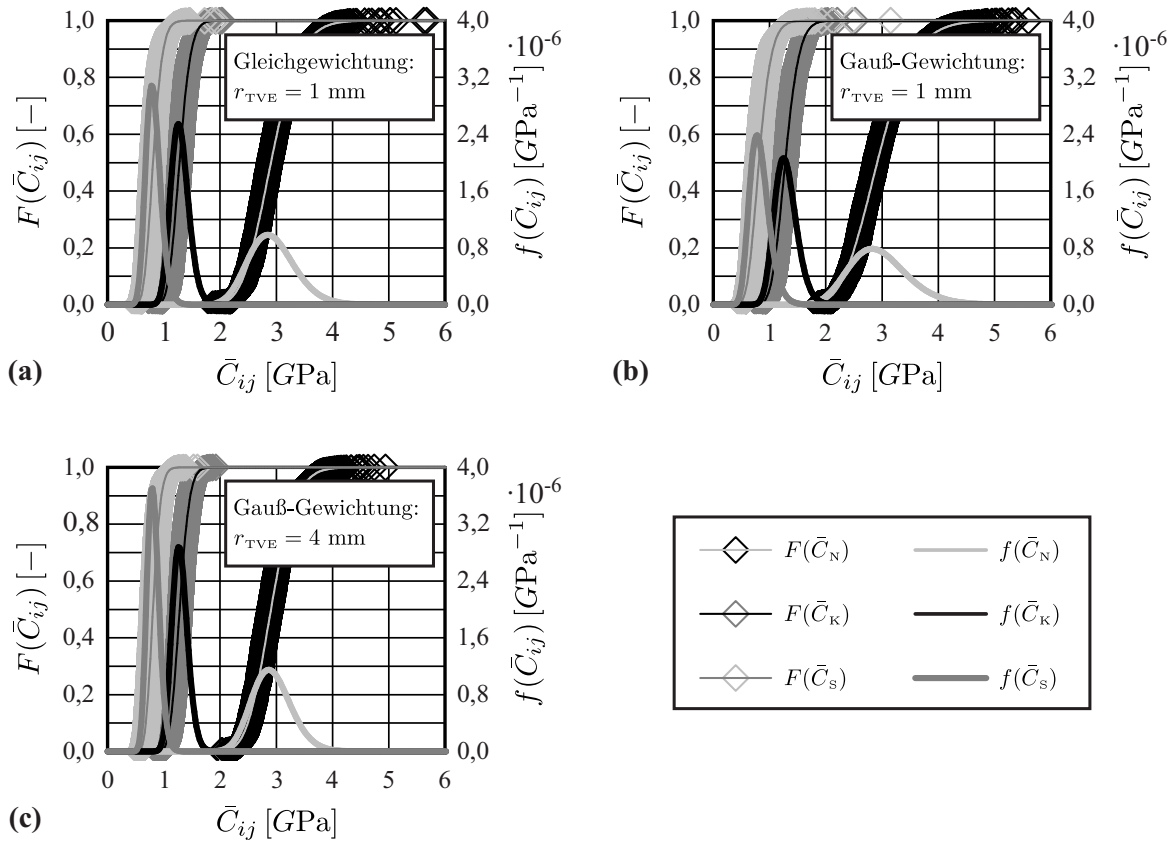 1,0
0,8
0,6
0,4
0,2
0,0
F(C̄ij) [−]
4,0
3,2
2,4
1,6
0,8
0,0
·10⁻⁶
f(C̄ij) [GPa⁻¹]
Gleichgewichtung:
rTVE = 1 mm
0 1 2 3 4 5 6
(a)
C̄ij [GPa]
1,0
0,8
0,6
0,4
0,2
0,0
F(C̄ij) [−]
4,0
3,2
2,4
1,6
0,8
0,0
·10⁻⁶
f(C̄ij) [GPa⁻¹]
Gauß-Gewichtung:
rTVE = 1 mm
0 1 2 3 4 5 6
(b)
C̄ij [GPa]
1,0
0,8
0,6
0,4
0,2
0,0
F(C̄ij) [−]
4,0
3,2
2,4
1,6
0,8
0,0
·10⁻⁶
f(C̄ij) [GPa⁻¹]
Gauß-Gewichtung:
rTVE = 4 mm
0 1 2 3 4 5 6
(c)
C̄ij [GPa]
F(C̄N) f(C̄N)
F(C̄K) f(C̄K)
F(C̄S) f(C̄S)